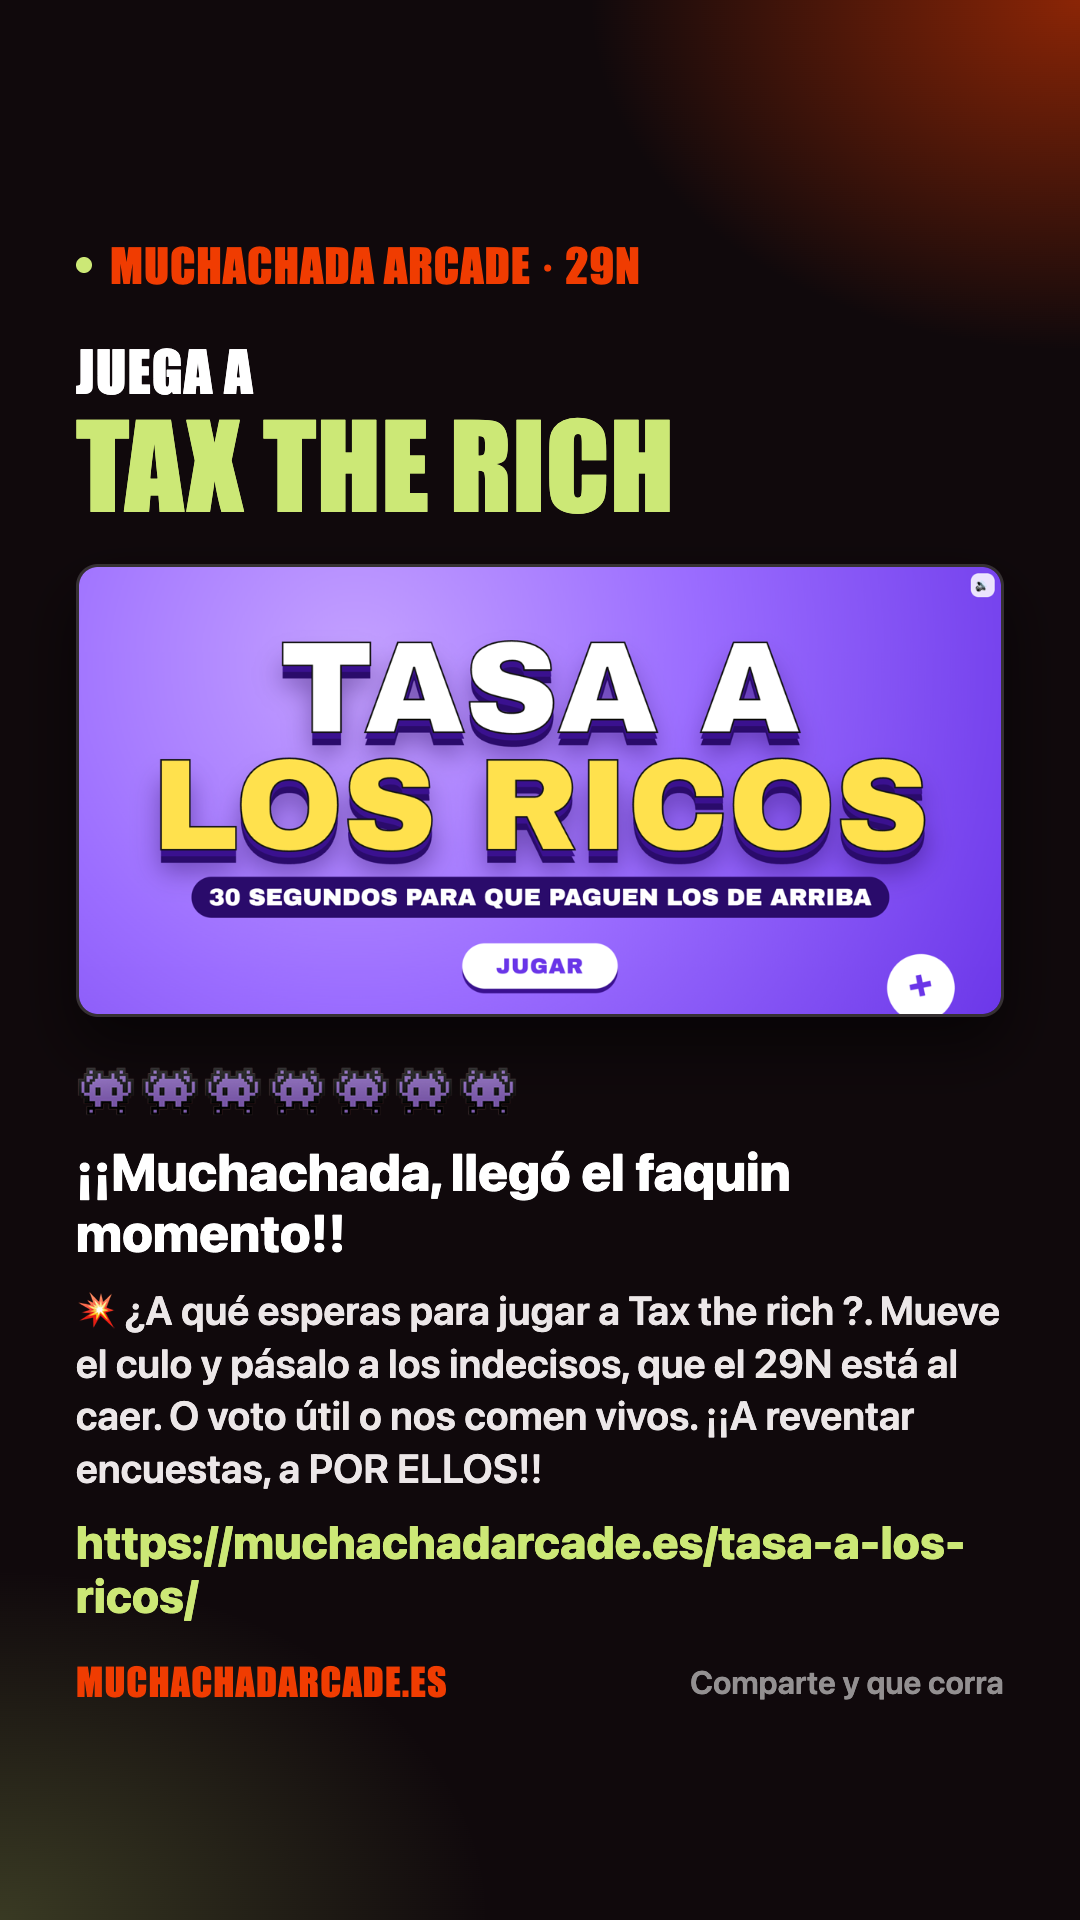 MUCHACHADA ARCADE · 29N
JUEGA A
TAX THE RICH
TASA A
LOS RICOS
30 SEGUNDOS PARA QUE PAGUEN LOS DE ARRIBA
JUGAR
+
👾👾👾👾👾👾👾
¡¡Muchachada, llegó el faquin
momento!!
💥 ¿A qué esperas para jugar a Tax the rich ?. Mueve
el culo y pásalo a los indecisos, que el 29N está al
caer. O voto útil o nos comen vivos. ¡¡A reventar
encuestas, a POR ELLOS!!
https://muchachadarcade.es/tasa-a-los-
ricos/
MUCHACHADARCADE.ES
Comparte y que corra